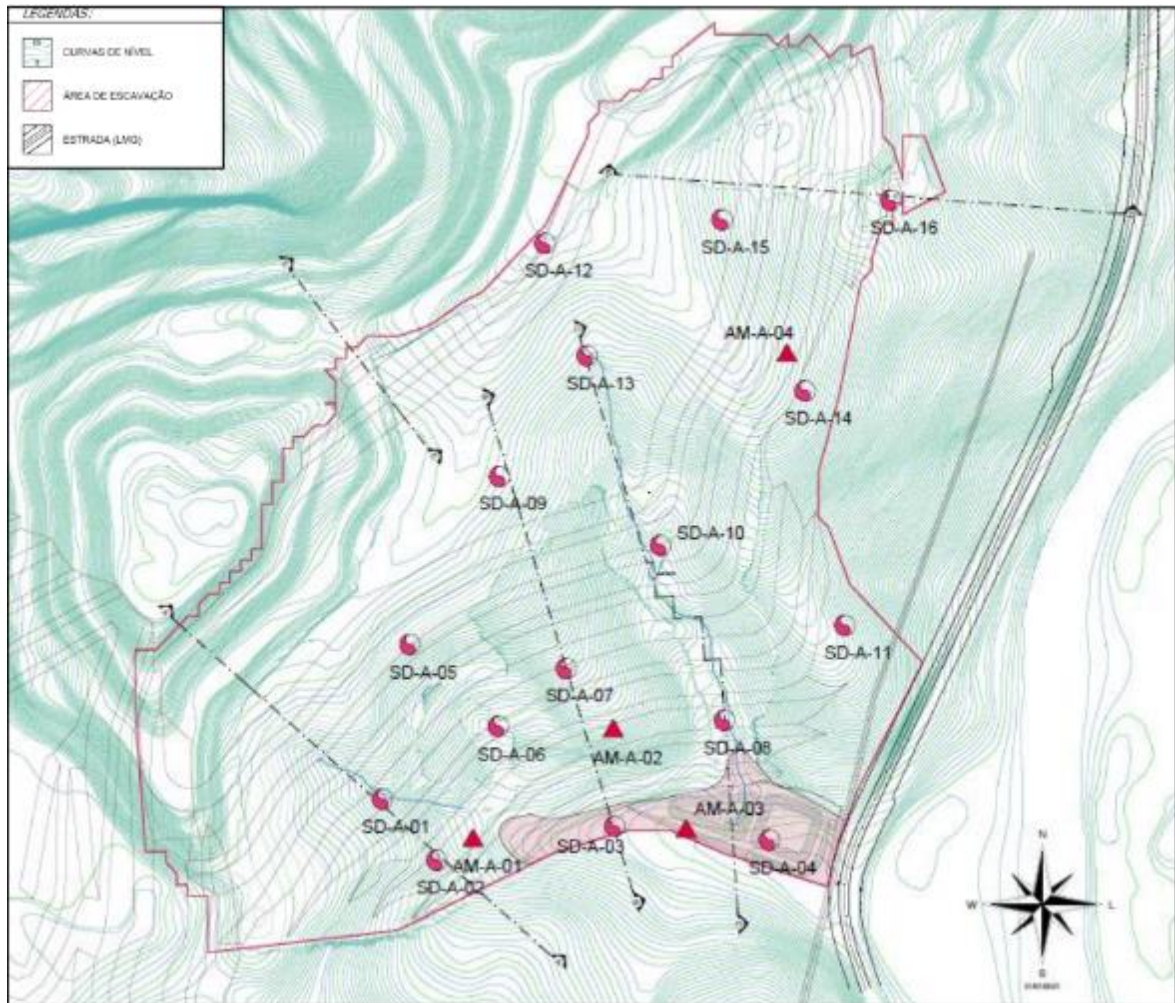 LEGENDAS:
CURVAS DE NÍVEL
ÁREA DE ESCAVAÇÃO
ESTRADA (LMG)
SD-A-16
SD-A-15
SD-A-12
AM-A-04
SD-A-13
SD-A-14
SD-A-09
SD-A-10
SD-A-11
SD-A-05
SD-A-07
SD-A-06
AM-A-02
SD-A-08
SD-A-01
AM-A-03
SD-A-03
SD-A-04
AM-A-01
SD-A-02
N
W
L
S